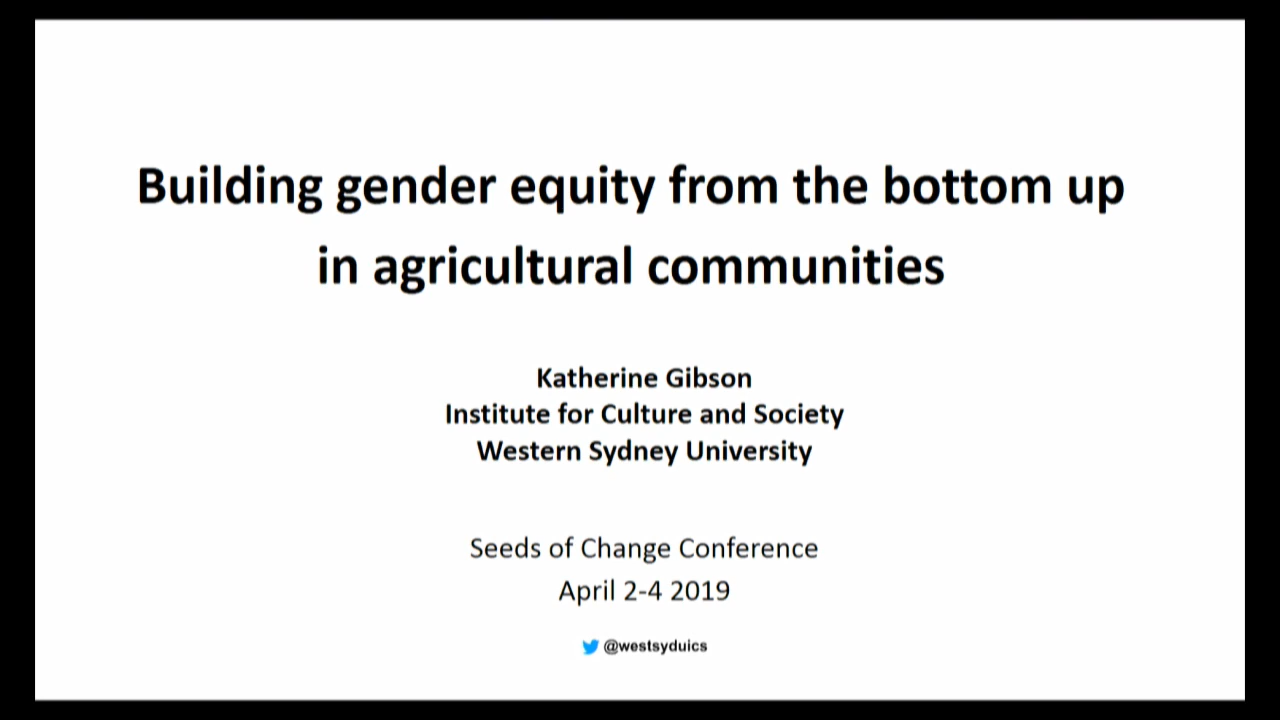 Building gender equity from the bottom up
in agricultural communities
Katherine Gibson
Institute for Culture and Society
Western Sydney University
Seeds of Change Conference
April 2-4 2019
@westsyduics